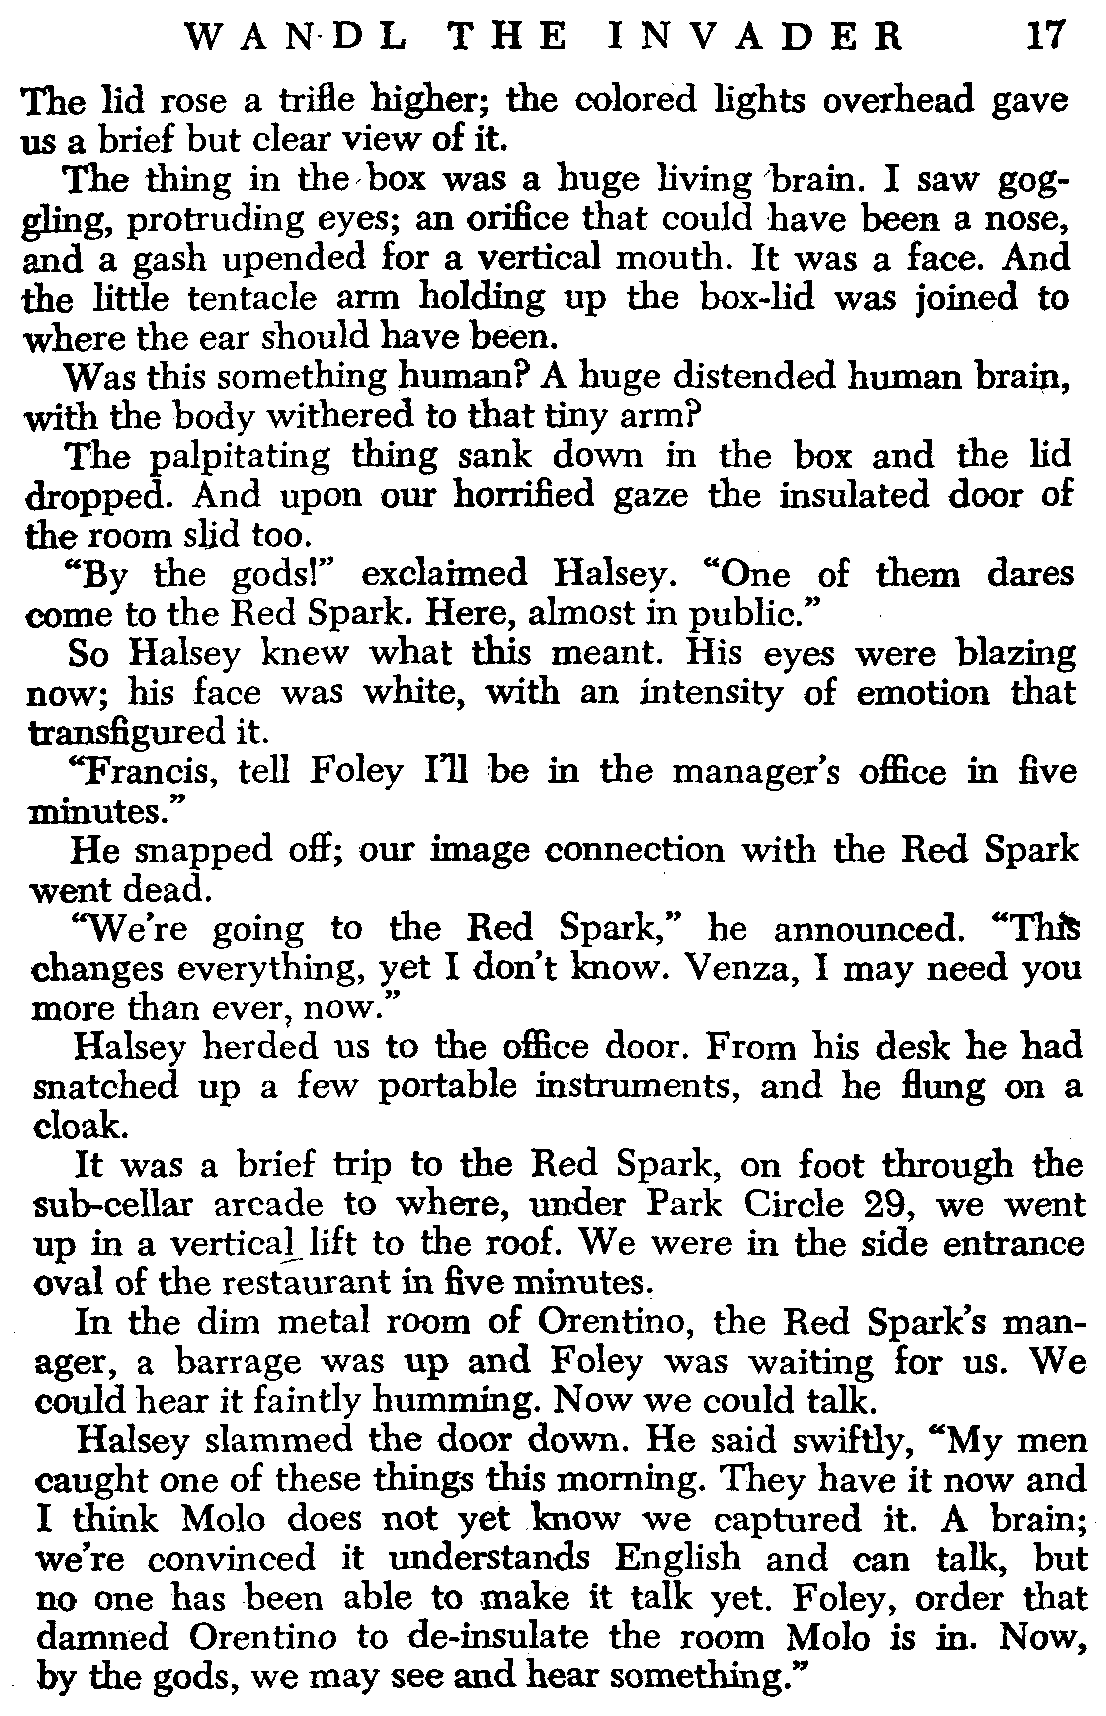 WANDL THE INVADER 17
The lid rose a trifle higher; the colored lights overhead gave
us a brief but clear view of it.
The thing in the box was a huge living brain. I saw gog-
gling, protruding eyes; an orifice that could have been a nose,
and a gash upended for a vertical mouth. It was a face. And
the little tentacle arm holding up the box-lid was joined to
where the ear should have been.
Was this something human? A huge distended human brain,
with the body withered to that tiny arm?
The palpitating thing sank down in the box and the lid
dropped. And upon our horrified gaze the insulated door of
the room slid too.
“By the gods!” exclaimed Halsey. “One of them dares
come to the Red Spark. Here, almost in public.”
So Halsey knew what this meant. His eyes were blazing
now; his face was white, with an intensity of emotion that
transfigured it.
“Francis, tell Foley I'll be in the manager's office in five
minutes.”
He snapped off; our image connection with the Red Spark
went dead.
“We're going to the Red Spark,” he announced. “This
changes everything, yet I don't know. Venza, I may need you
more than ever, now.”
Halsey herded us to the office door. From his desk he had
snatched up a few portable instruments, and he flung on a
cloak.
It was a brief trip to the Red Spark, on foot through the
sub-cellar arcade to where, under Park Circle 29, we went
up in a vertical lift to the roof. We were in the side entrance
oval of the restaurant in five minutes.
In the dim metal room of Orentino, the Red Spark's man-
ager, a barrage was up and Foley was waiting for us. We
could hear it faintly humming. Now we could talk.
Halsey slammed the door down. He said swiftly, “My men
caught one of these things this morning. They have it now and
I think Molo does not yet know we captured it. A brain;
we're convinced it understands English and can talk, but
no one has been able to make it talk yet. Foley, order that
damned Orentino to de-insulate the room Molo is in. Now,
by the gods, we may see and hear something.”